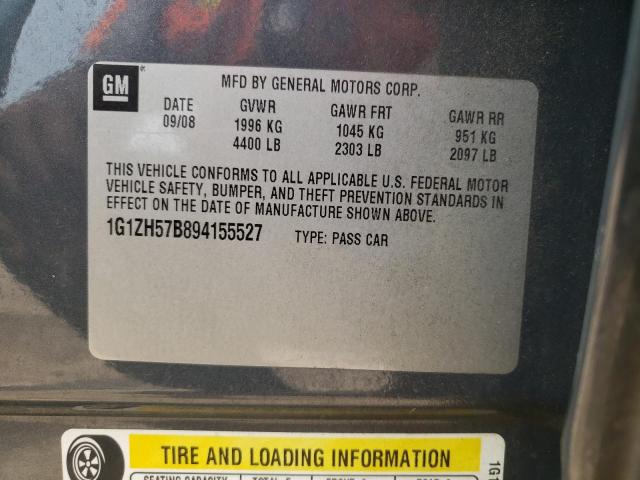 GM
MFD BY GENERAL MOTORS CORP.
DATE GVWR GAWR FRT GAWR RR
09/08 1996 KG 1045 KG 951 KG
4400 LB 2303 LB 2097 LB
THIS VEHICLE CONFORMS TO ALL APPLICABLE U.S. FEDERAL MOTOR
VEHICLE SAFETY, BUMPER, AND THEFT PREVENTION STANDARDS IN
EFFECT ON THE DATE OF MANUFACTURE SHOWN ABOVE.
1G1ZH57B894155527 TYPE: PASS CAR
TIRE AND LOADING INFORMATION
SEATING CAPACITY TOTAL